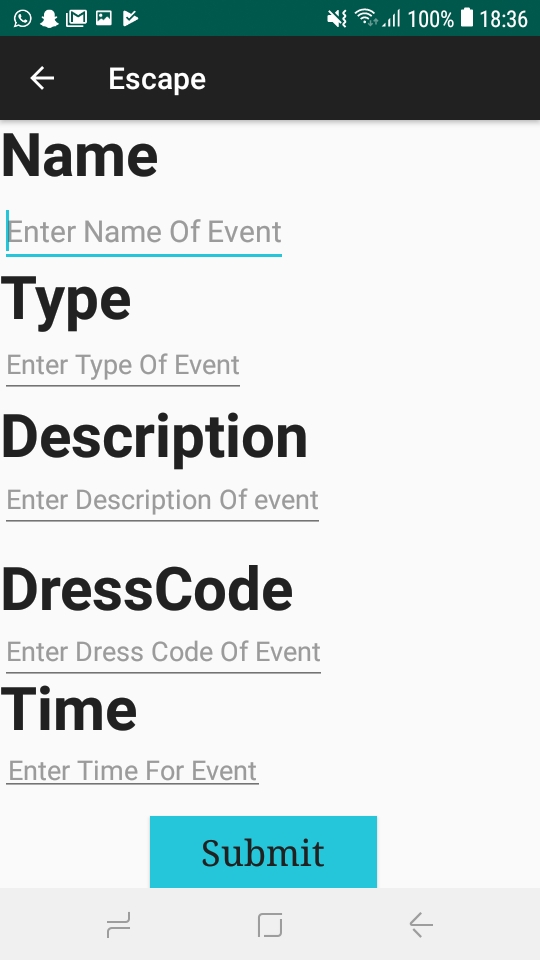 100% 18:36
Escape
Name
Enter Name Of Event
Type
Enter Type Of Event
Description
Enter Description Of event
DressCode
Enter Dress Code Of Event
Time
Enter Time For Event
Submit